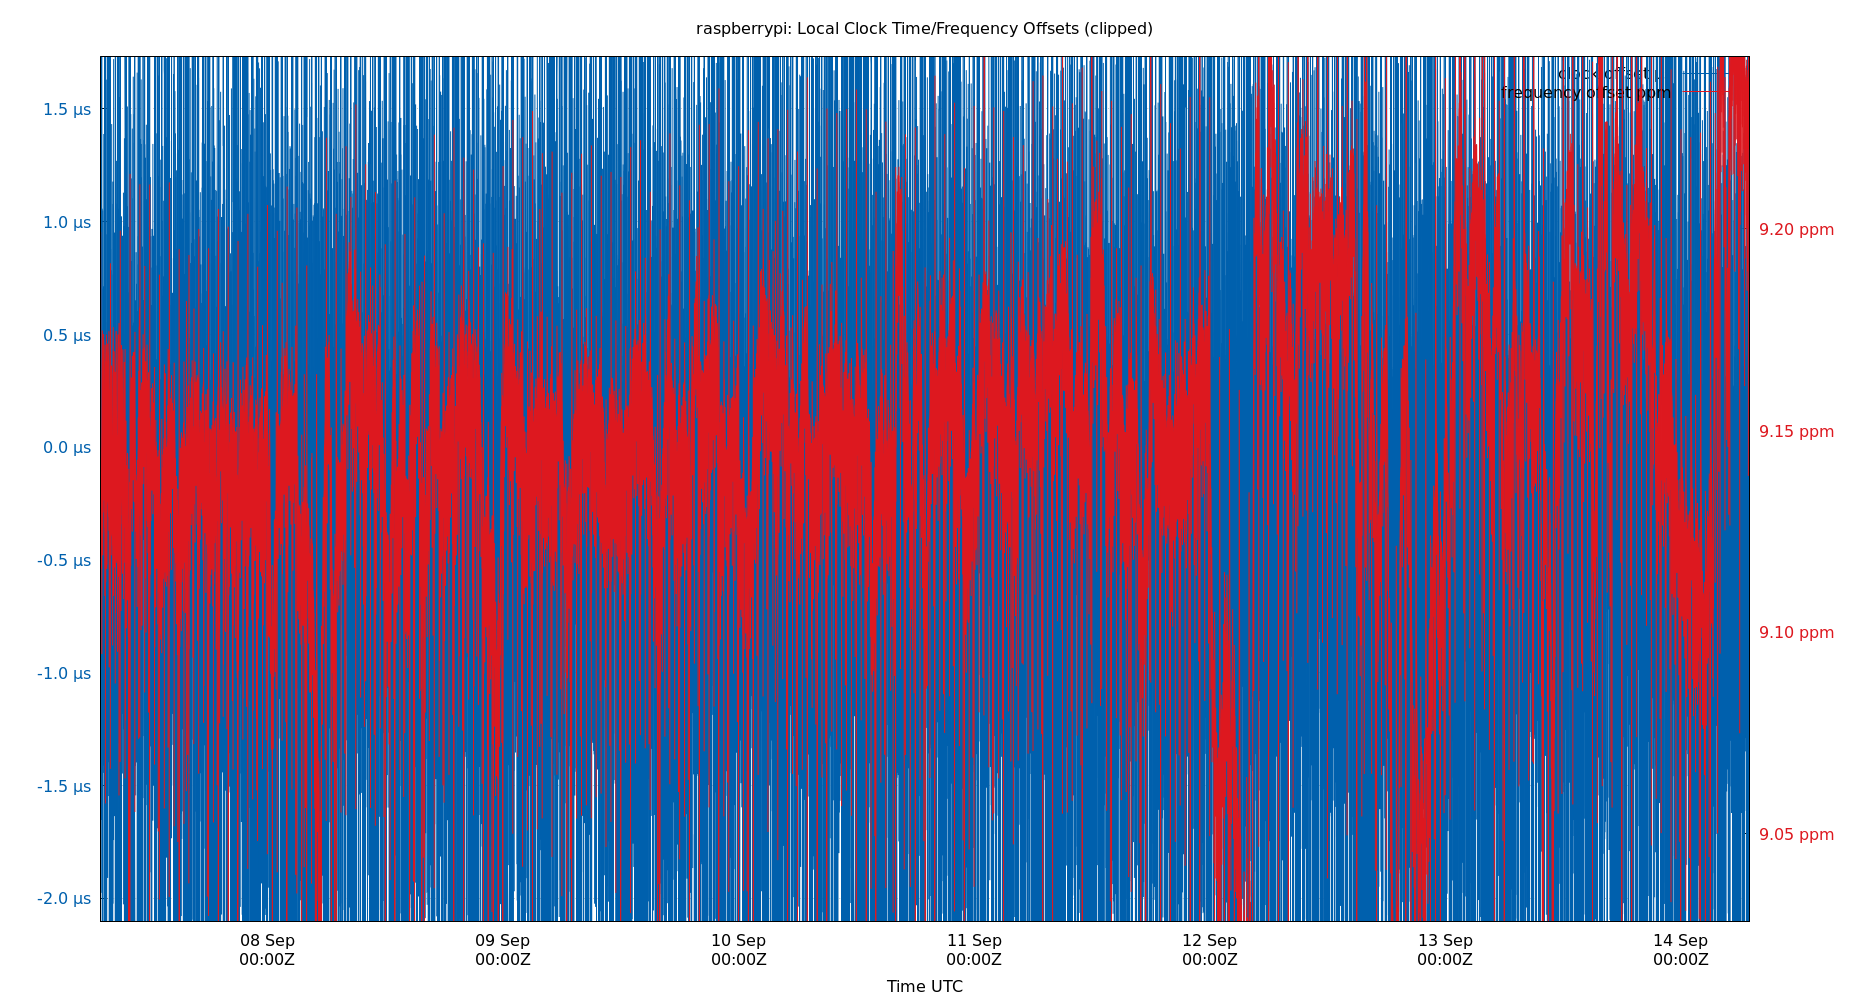 raspberrypi: Local Clock Time/Frequency Offsets (clipped)
clock offset
frequency offset ppm
1.5 µs
1.0 µs
0.5 µs
0.0 µs
-0.5 µs
-1.0 µs
-1.5 µs
-2.0 µs
9.20 ppm
9.15 ppm
9.10 ppm
9.05 ppm
08 Sep
00:00Z
09 Sep
00:00Z
10 Sep
00:00Z
11 Sep
00:00Z
12 Sep
00:00Z
13 Sep
00:00Z
14 Sep
00:00Z
Time UTC